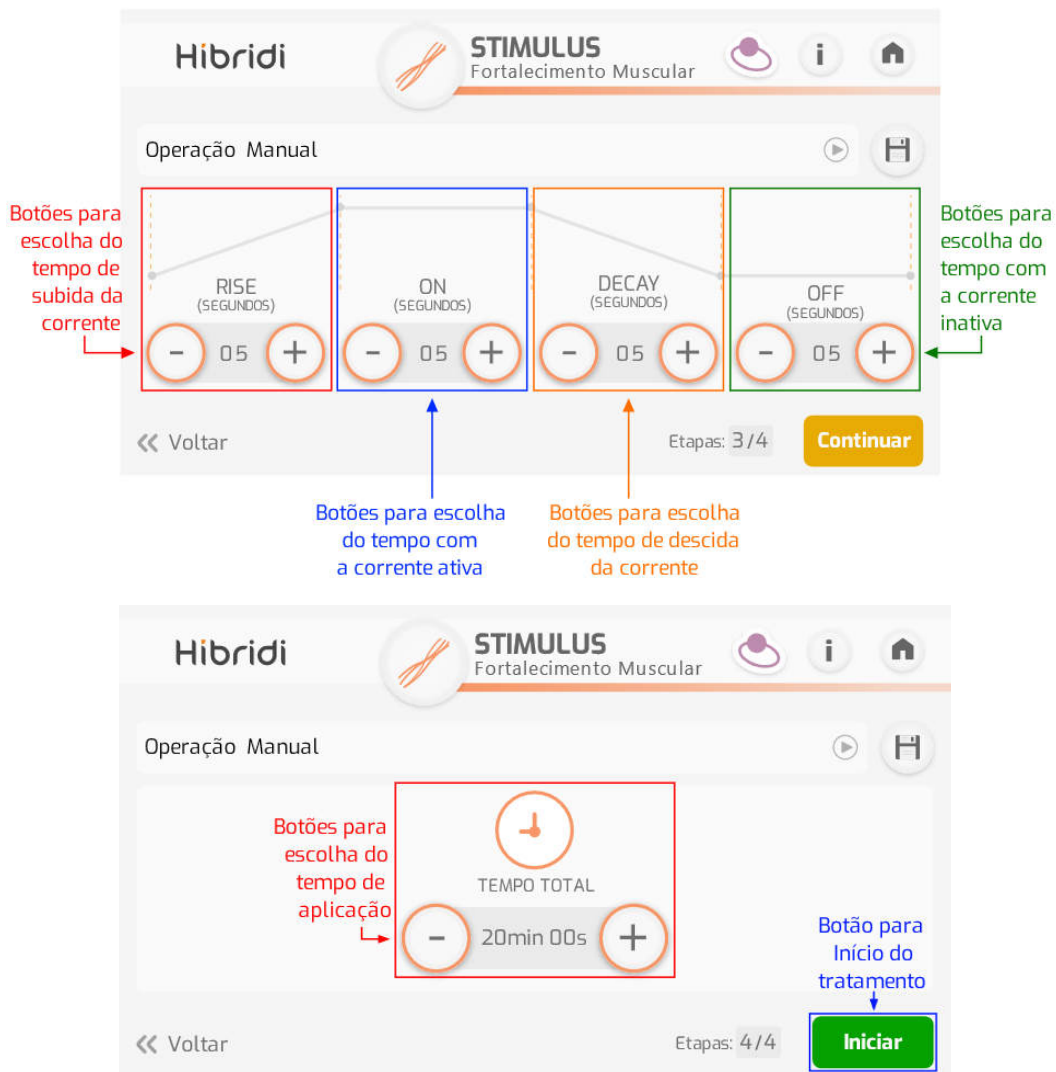 Hibridi
STIMULUS
Fortalecimento Muscular
i
Operação Manual
Botões para
escolha do
tempo de
subida da
corrente
RISE
(SEGUNDOS)
- 05 +
ON
(SEGUNDOS)
- 05 +
DECAY
(SEGUNDOS)
- 05 +
OFF
(SEGUNDOS)
- 05 +
Botões para
escolha do
tempo com
a corrente
inativa
Voltar
Etapas: 3/4
Continuar
Botões para escolha
do tempo com
a corrente ativa
Botões para escolha
do tempo de descida
da corrente
Hibridi
STIMULUS
Fortalecimento Muscular
i
Operação Manual
Botões para
escolha do
tempo de
aplicação
TEMPO TOTAL
- 20min 00s +
Botão para
Início do
tratamento
Voltar
Etapas: 4/4
Iniciar